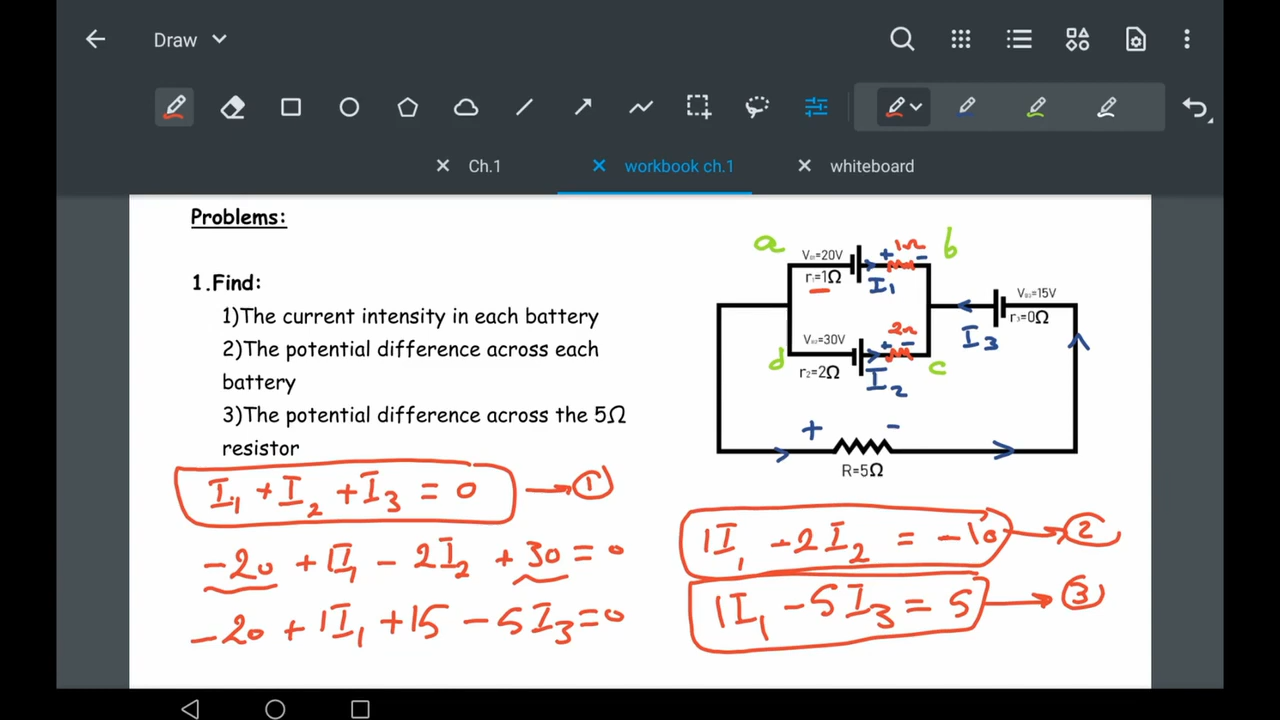 Draw
Ch.1
workbook ch.1
whiteboard
Problems:
1.Find:
1)The current intensity in each battery
2)The potential difference across each
battery
3)The potential difference across the 5Ω
resistor
I₁ + I₂ + I₃ = 0 → ①
-20 + 1I₁ - 2I₂ + 30 = 0
-20 + 1I₁ + 15 - 5I₃ = 0
a
b
1Ω
V =20V
+ -
r₁=1Ω
I₁
V =15V
r₃=0Ω
I₃
2Ω
V =30V
+ -
d
c
r₂=2Ω
I₂
+ -
R=5Ω
1I₁ - 2I₂ = -10 → ②
1I₁ - 5I₃ = 5 → ③